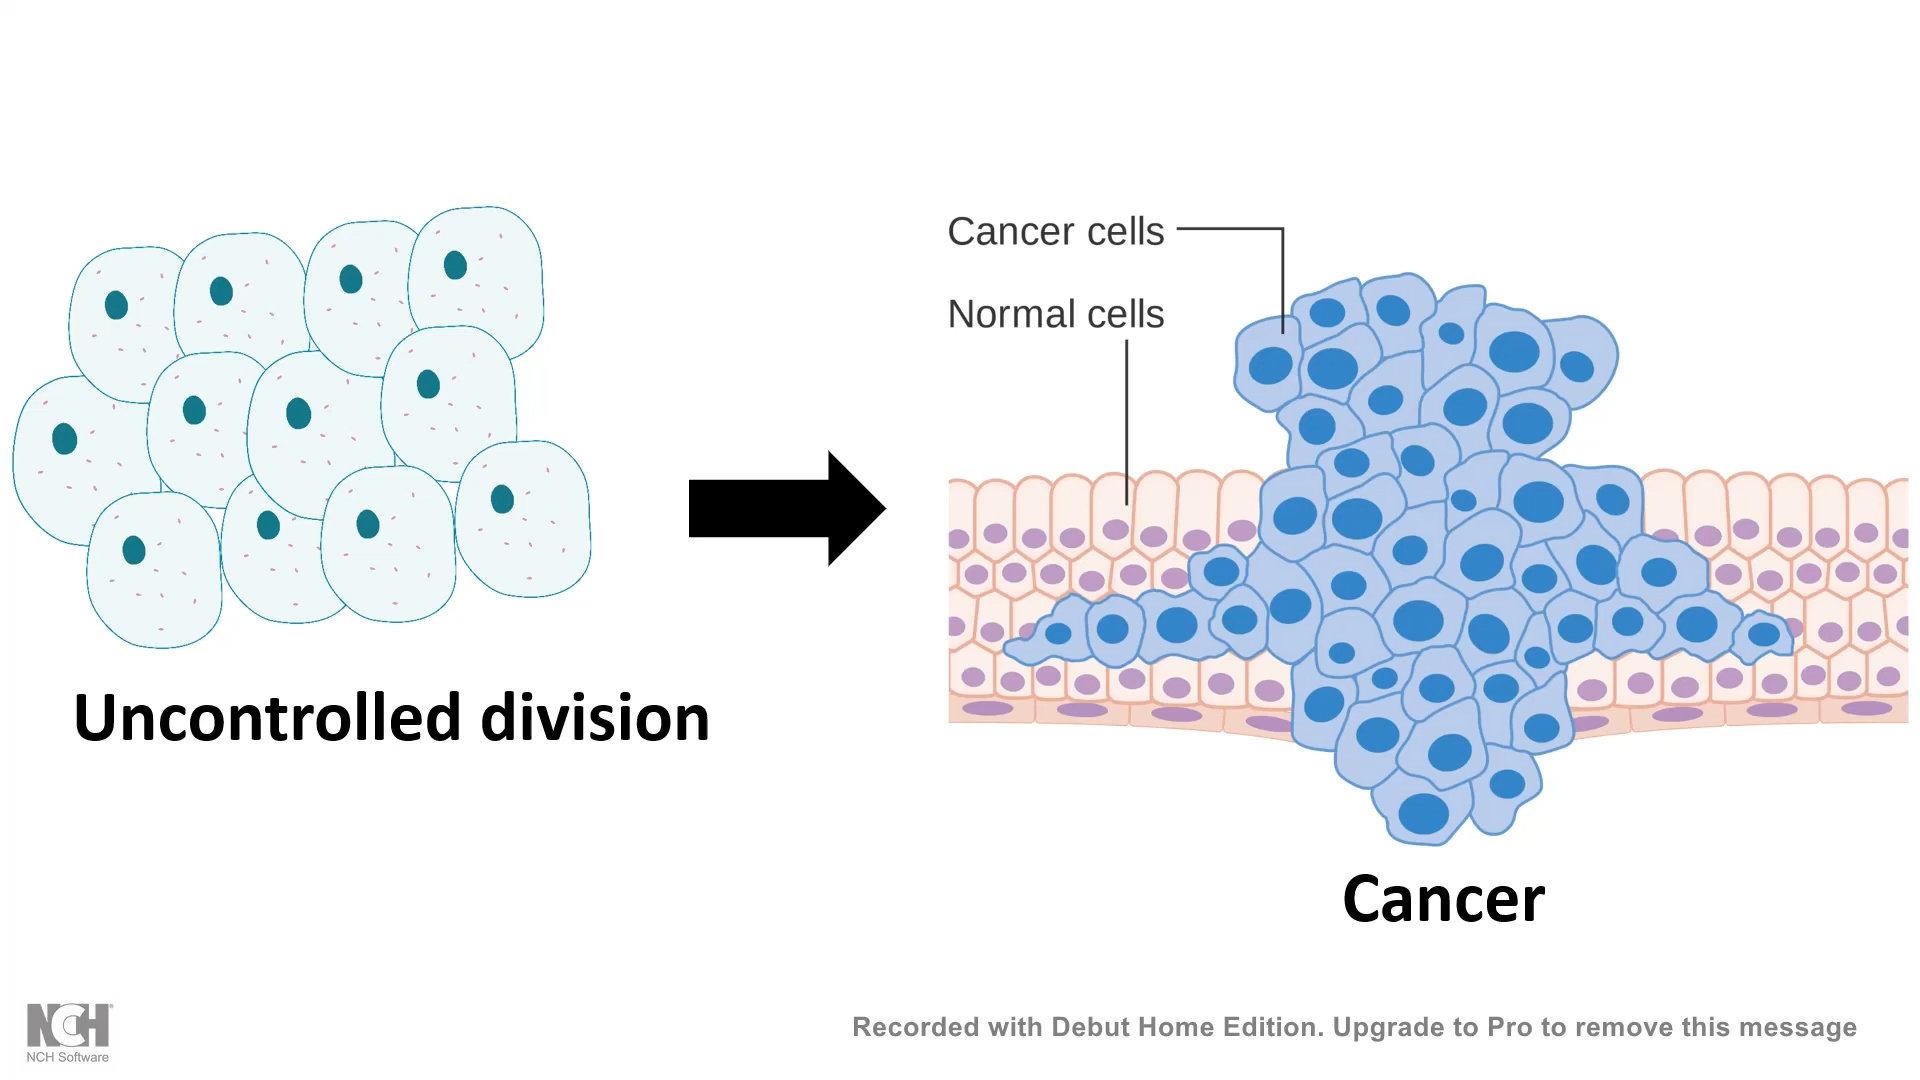 Cancer cells
Normal cells
Uncontrolled division
Cancer
NCH
NCH Software
Recorded with Debut Home Edition. Upgrade to Pro to remove this message